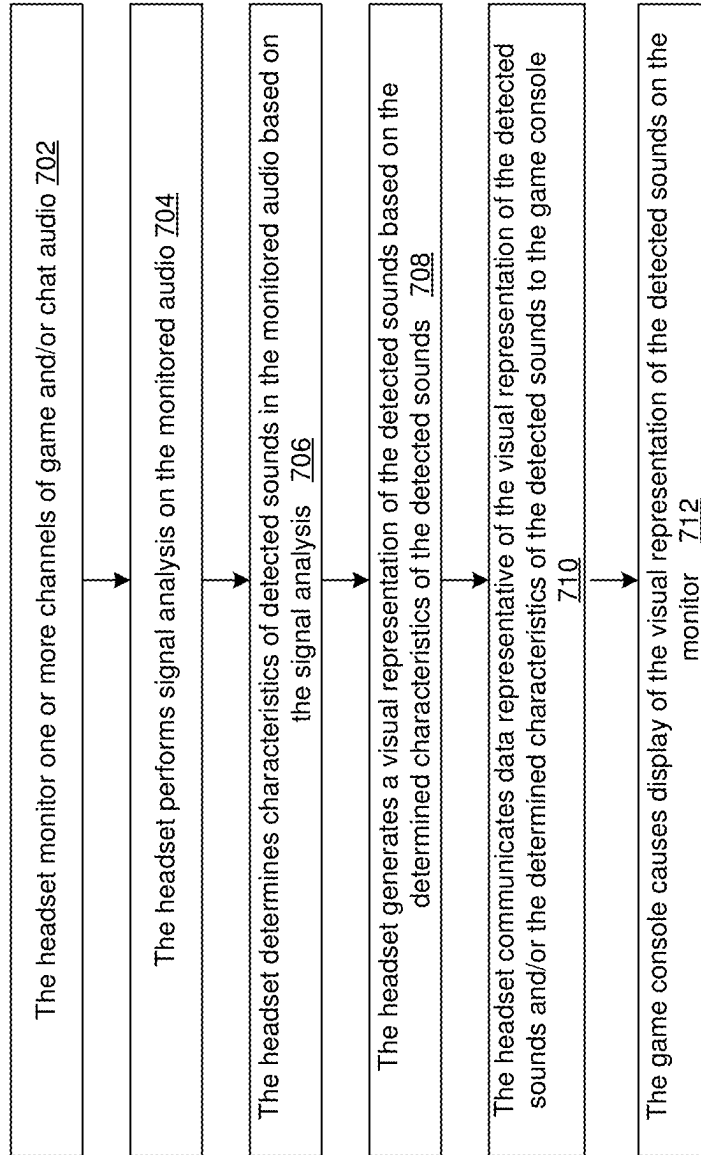 The headset monitor one or more channels of game and/or chat audio 702
The headset performs signal analysis on the monitored audio 704
The headset determines characteristics of detected sounds in the monitored audio based on
the signal analysis 706
The headset generates a visual representation of the detected sounds based on the
determined characteristics of the detected sounds 708
The headset communicates data representative of the visual representation of the detected
sounds and/or the determined characteristics of the detected sounds to the game console
710
The game console causes display of the visual representation of the detected sounds on the
monitor 712